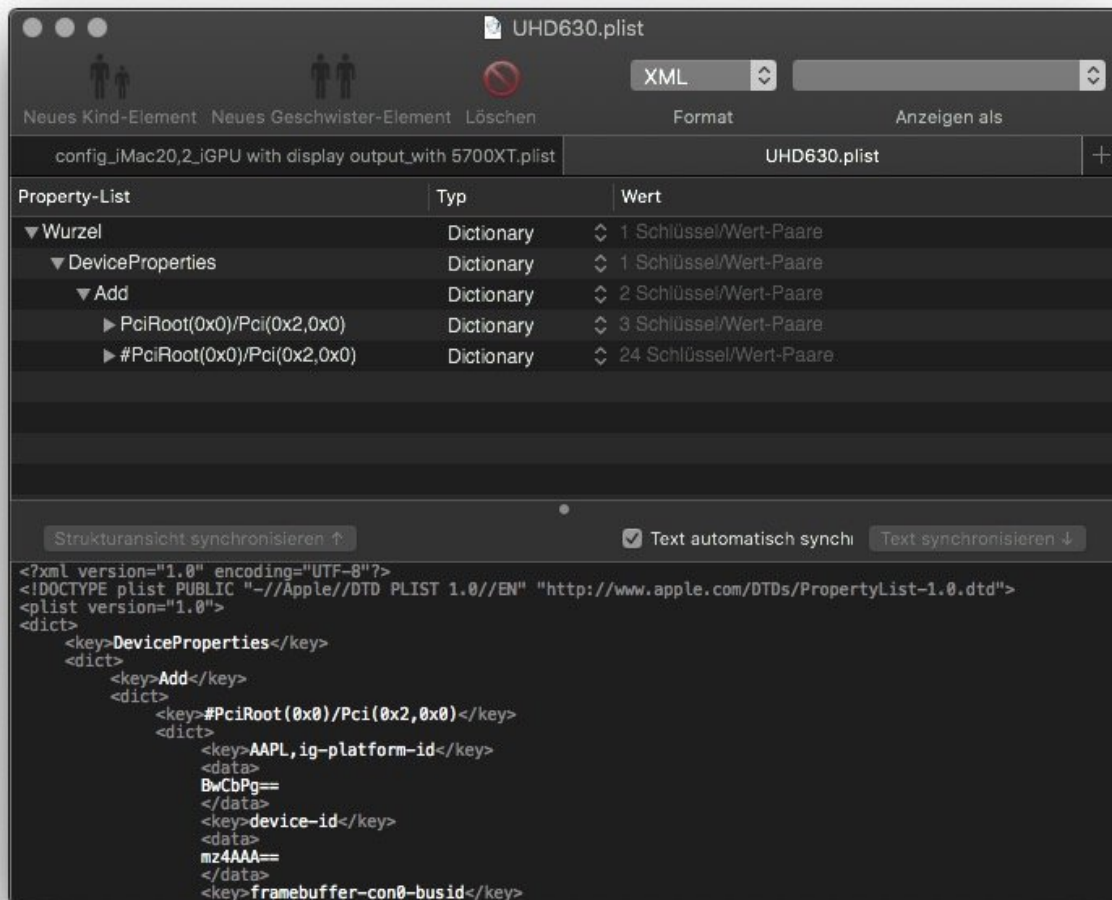 UHD630.plist
Neues Kind-Element Neues Geschwister-Element Löschen XML Format Anzeigen als
config_iMac20,2_iGPU with display output_with 5700XT.plist UHD630.plist +
Property-List Typ Wert
Wurzel Dictionary 1 Schlüssel/Wert-Paare
DeviceProperties Dictionary 1 Schlüssel/Wert-Paare
Add Dictionary 2 Schlüssel/Wert-Paare
PciRoot(0x0)/Pci(0x2,0x0) Dictionary 3 Schlüssel/Wert-Paare
#PciRoot(0x0)/Pci(0x2,0x0) Dictionary 24 Schlüssel/Wert-Paare
Strukturansicht synchronisieren ↑ Text automatisch synchr Text synchronisieren ↓
<?xml version="1.0" encoding="UTF-8"?>
<!DOCTYPE plist PUBLIC "-//Apple//DTD PLIST 1.0//EN" "http://www.apple.com/DTDs/PropertyList-1.0.dtd">
<plist version="1.0">
<dict>
<key>DeviceProperties</key>
<dict>
<key>Add</key>
<dict>
<key>#PciRoot(0x0)/Pci(0x2,0x0)</key>
<dict>
<key>AAPL,ig-platform-id</key>
<data>
BwCbPg==
</data>
<key>device-id</key>
<data>
mz4AAA==
</data>
<key>framebuffer-con0-busid</key>